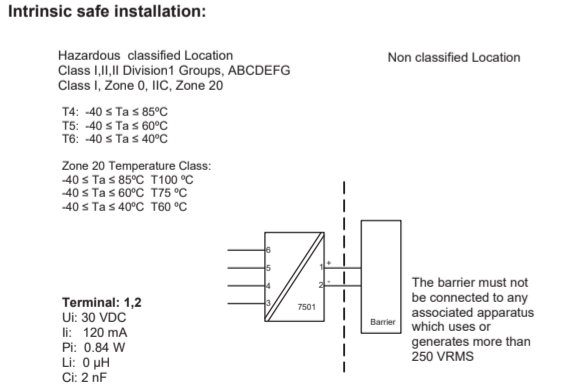 Intrinsic safe installation:
Hazardous classified Location
Class I,II,II Division1 Groups, ABCDEFG
Class I, Zone 0, IIC, Zone 20
Non classified Location
T4: -40 ≤ Ta ≤ 85ºC
T5: -40 ≤ Ta ≤ 60ºC
T6: -40 ≤ Ta ≤ 40ºC
Zone 20 Temperature Class:
-40 ≤ Ta ≤ 85ºC T100 ºC
-40 ≤ Ta ≤ 60ºC T75 ºC
-40 ≤ Ta ≤ 40ºC T60 ºC
6
5
4
3
1 +
2 -
7501
Barrier
The barrier must not
be connected to any
associated apparatus
which uses or
generates more than
250 VRMS
Terminal: 1,2
Ui: 30 VDC
Ii: 120 mA
Pi: 0.84 W
Li: 0 µH
Ci: 2 nF